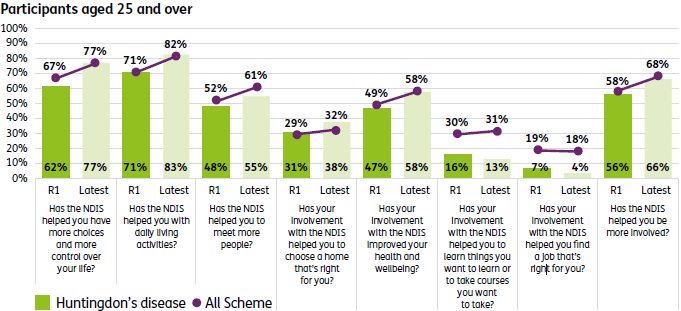 Participants aged 25 and over
100%
90%
80%
70%
60%
50%
40%
30%
20%
10%
0%
67% 77%
71% 82%
52% 61%
29% 32%
49% 58%
30% 31%
19% 18%
58% 68%
62% 77%
71% 83%
48% 55%
31% 38%
47% 58%
16% 13%
7% 4%
56% 66%
R1 Latest R1 Latest R1 Latest R1 Latest R1 Latest R1 Latest R1 Latest R1 Latest
Has the NDIS
helped you have
more choices
and more
control over
your life?
Has the NDIS
helped you with
daily living
activities?
Has the NDIS
helped you to
meet more
people?
Has your
involvement
with the NDIS
helped you to
choose a home
that's right
for you?
Has your
involvement
with the NDIS
improved your
health and
wellbeing?
Has your
involvement
with the NDIS
helped you to
learn things you
want to learn or
to take courses
you want
to take?
Has your
involvement
with the NDIS
helped you find
a job that's
right for you?
Has the NDIS
helped you be
more involved?
Huntingdon's disease All Scheme